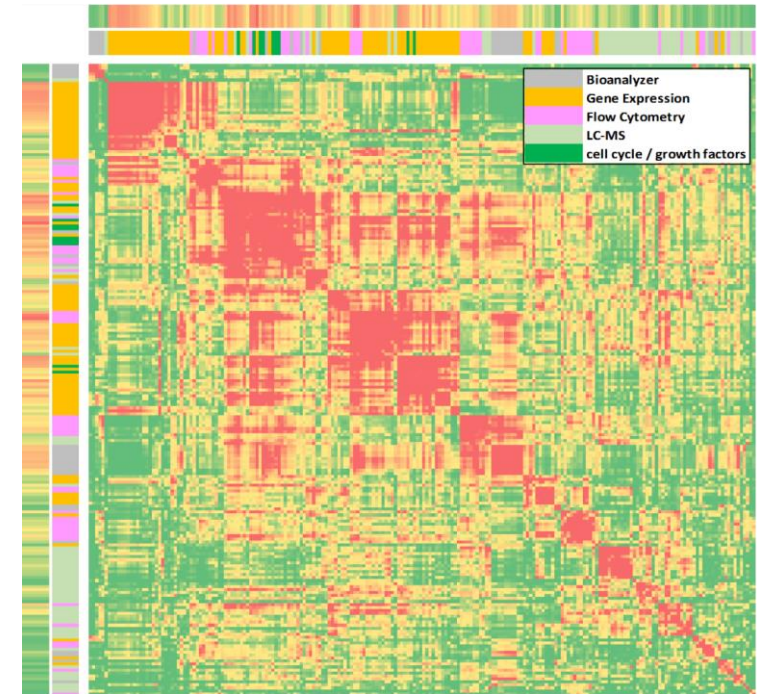 Bioanalyzer
Gene Expression
Flow Cytometry
LC-MS
cell cycle / growth factors